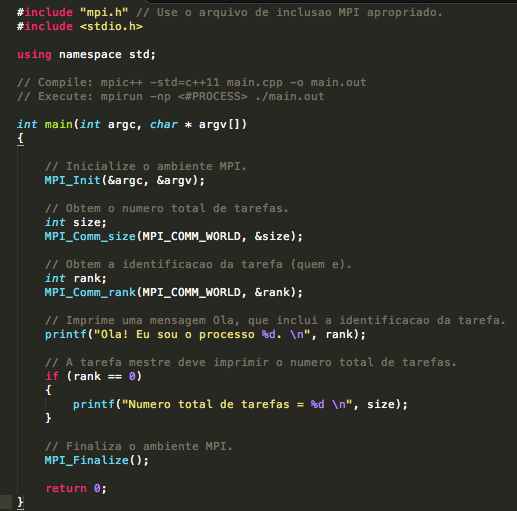 #include "mpi.h" // Use o arquivo de inclusao MPI apropriado.
#include <stdio.h>
using namespace std;
// Compile: mpic++ -std=c++11 main.cpp -o main.out
// Execute: mpirun -np <#PROCESS> ./main.out
int main(int argc, char * argv[])
{
// Inicialize o ambiente MPI.
MPI_Init(&argc, &argv);
// Obtem o numero total de tarefas.
int size;
MPI_Comm_size(MPI_COMM_WORLD, &size);
// Obtem a identificacao da tarefa (quem e).
int rank;
MPI_Comm_rank(MPI_COMM_WORLD, &rank);
// Imprime uma mensagem Ola, que inclui a identificacao da tarefa.
printf("Ola! Eu sou o processo %d. \n", rank);
// A tarefa mestre deve imprimir o numero total de tarefas.
if (rank == 0)
{
printf("Numero total de tarefas = %d \n", size);
}
// Finaliza o ambiente MPI.
MPI_Finalize();
return 0;
}